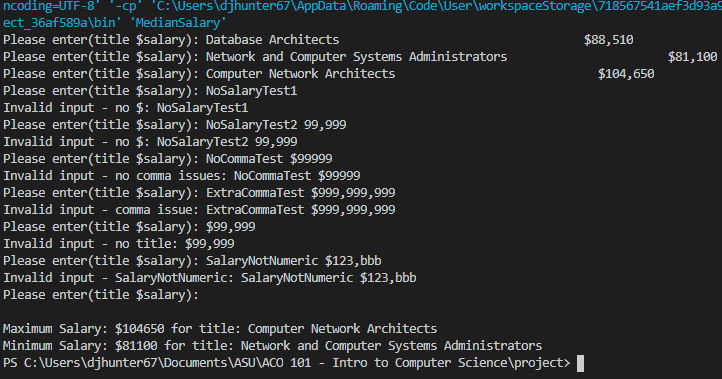 ncoding=UTF-8' '-cp' 'C:\Users\djhunter67\AppData\Roaming\Code\User\workspaceStorage\718567541aef3d93a9
ect_36af589a\bin' 'MedianSalary'
Please enter(title $salary): Database Architects $88,510
Please enter(title $salary): Network and Computer Systems Administrators $81,100
Please enter(title $salary): Computer Network Architects $104,650
Please enter(title $salary): NoSalaryTest1
Invalid input - no $: NoSalaryTest1
Please enter(title $salary): NoSalaryTest2 99,999
Invalid input - no $: NoSalaryTest2 99,999
Please enter(title $salary): NoCommaTest $99999
Invalid input - no comma issues: NoCommaTest $99999
Please enter(title $salary): ExtraCommaTest $999,999,999
Invalid input - comma issue: ExtraCommaTest $999,999,999
Please enter(title $salary): $99,999
Invalid input - no title: $99,999
Please enter(title $salary): SalaryNotNumeric $123,bbb
Invalid input - SalaryNotNumeric: SalaryNotNumeric $123,bbb
Please enter(title $salary):
Maximum Salary: $104650 for title: Computer Network Architects
Minimum Salary: $81100 for title: Network and Computer Systems Administrators
PS C:\Users\djhunter67\Documents\ASU\ACO 101 - Intro to Computer Science\project>